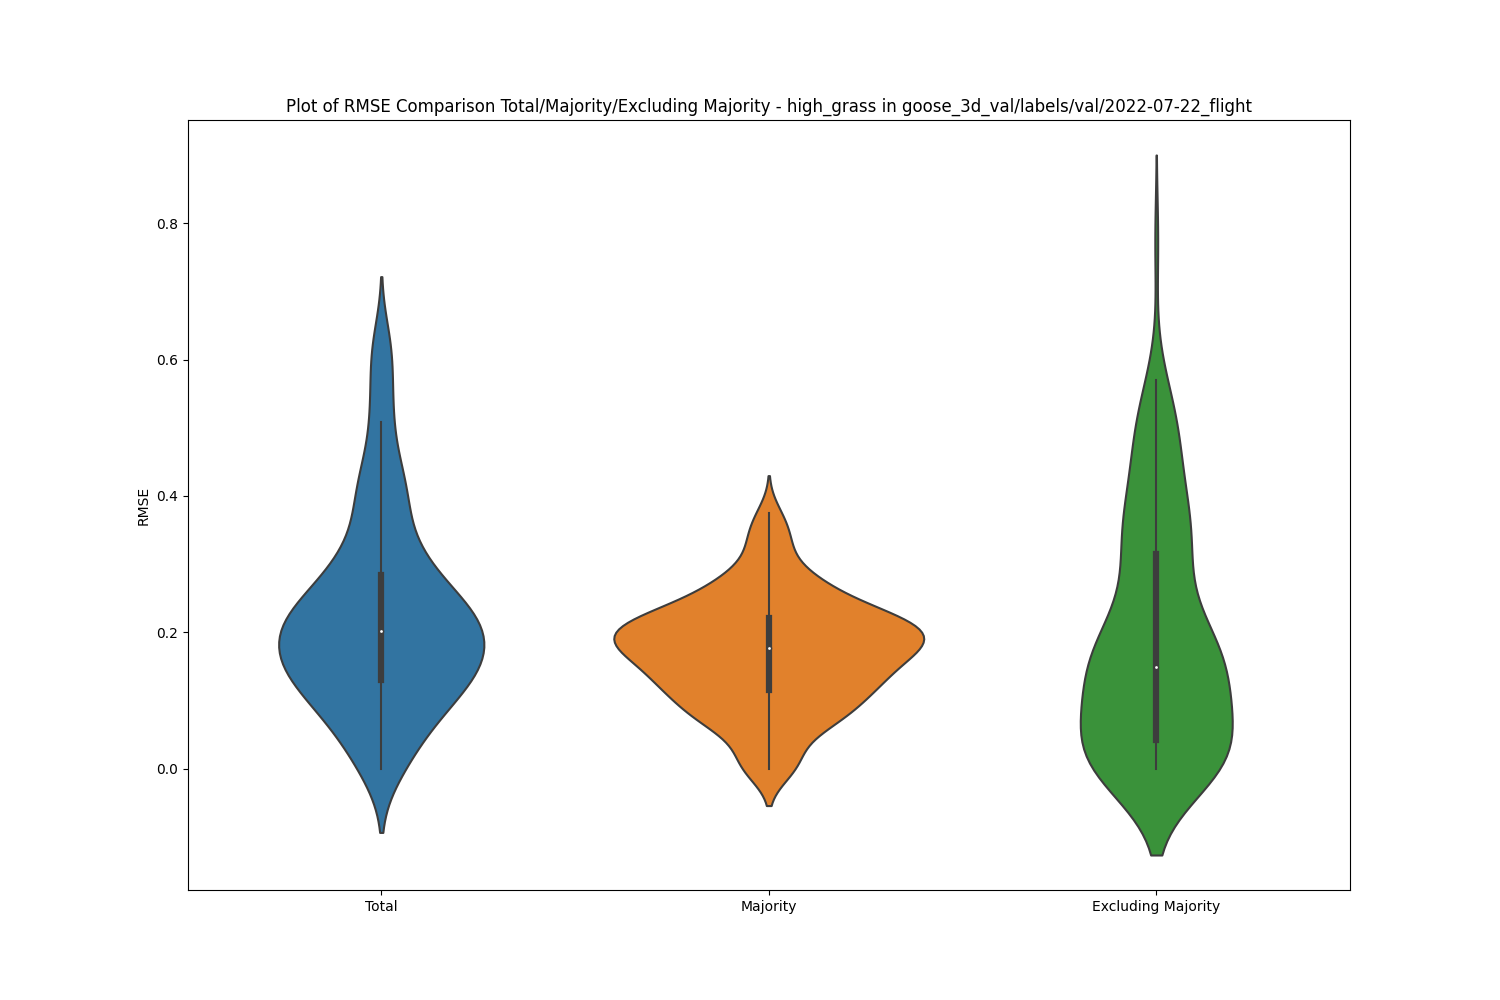 Plot of RMSE Comparison Total/Majority/Excluding Majority - high_grass in goose_3d_val/labels/val/2022-07-22_flight
RMSE
0.8
0.6
0.4
0.2
0.0
Total
Majority
Excluding Majority